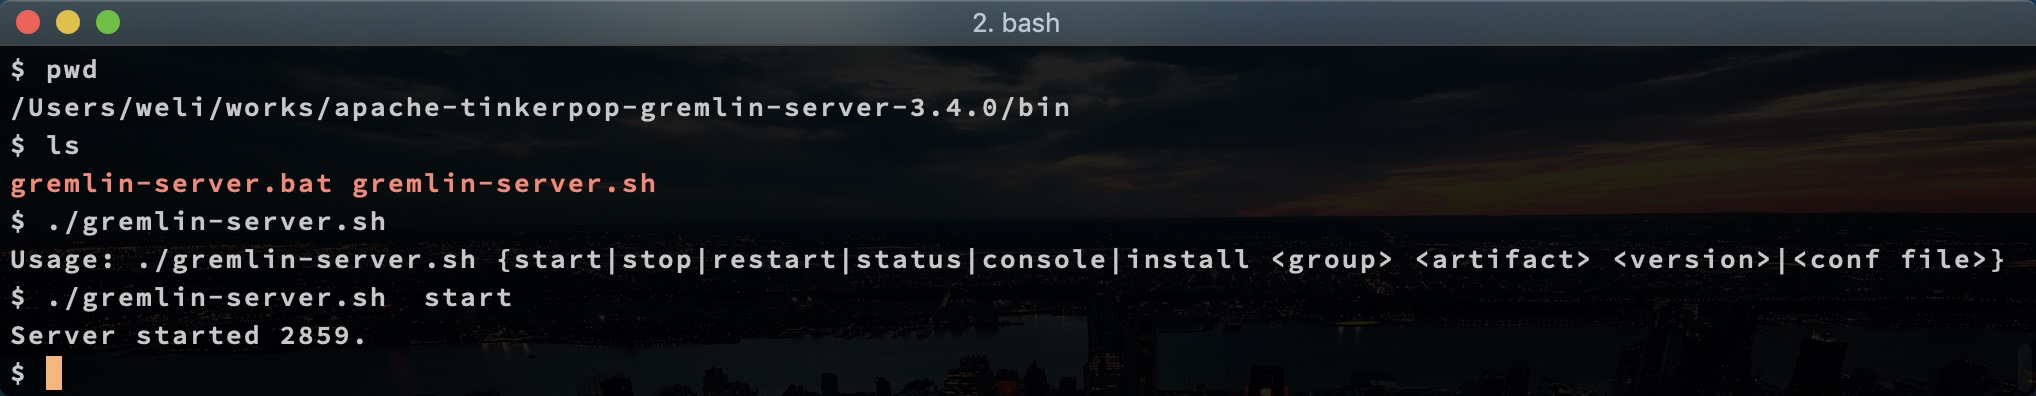 2. bash
$ pwd
/Users/weli/works/apache-tinkerpop-gremlin-server-3.4.0/bin
$ ls
gremlin-server.bat gremlin-server.sh
$ ./gremlin-server.sh
Usage: ./gremlin-server.sh {start|stop|restart|status|console|install <group> <artifact> <version>|<conf file>}
$ ./gremlin-server.sh  start
Server started 2859.
$